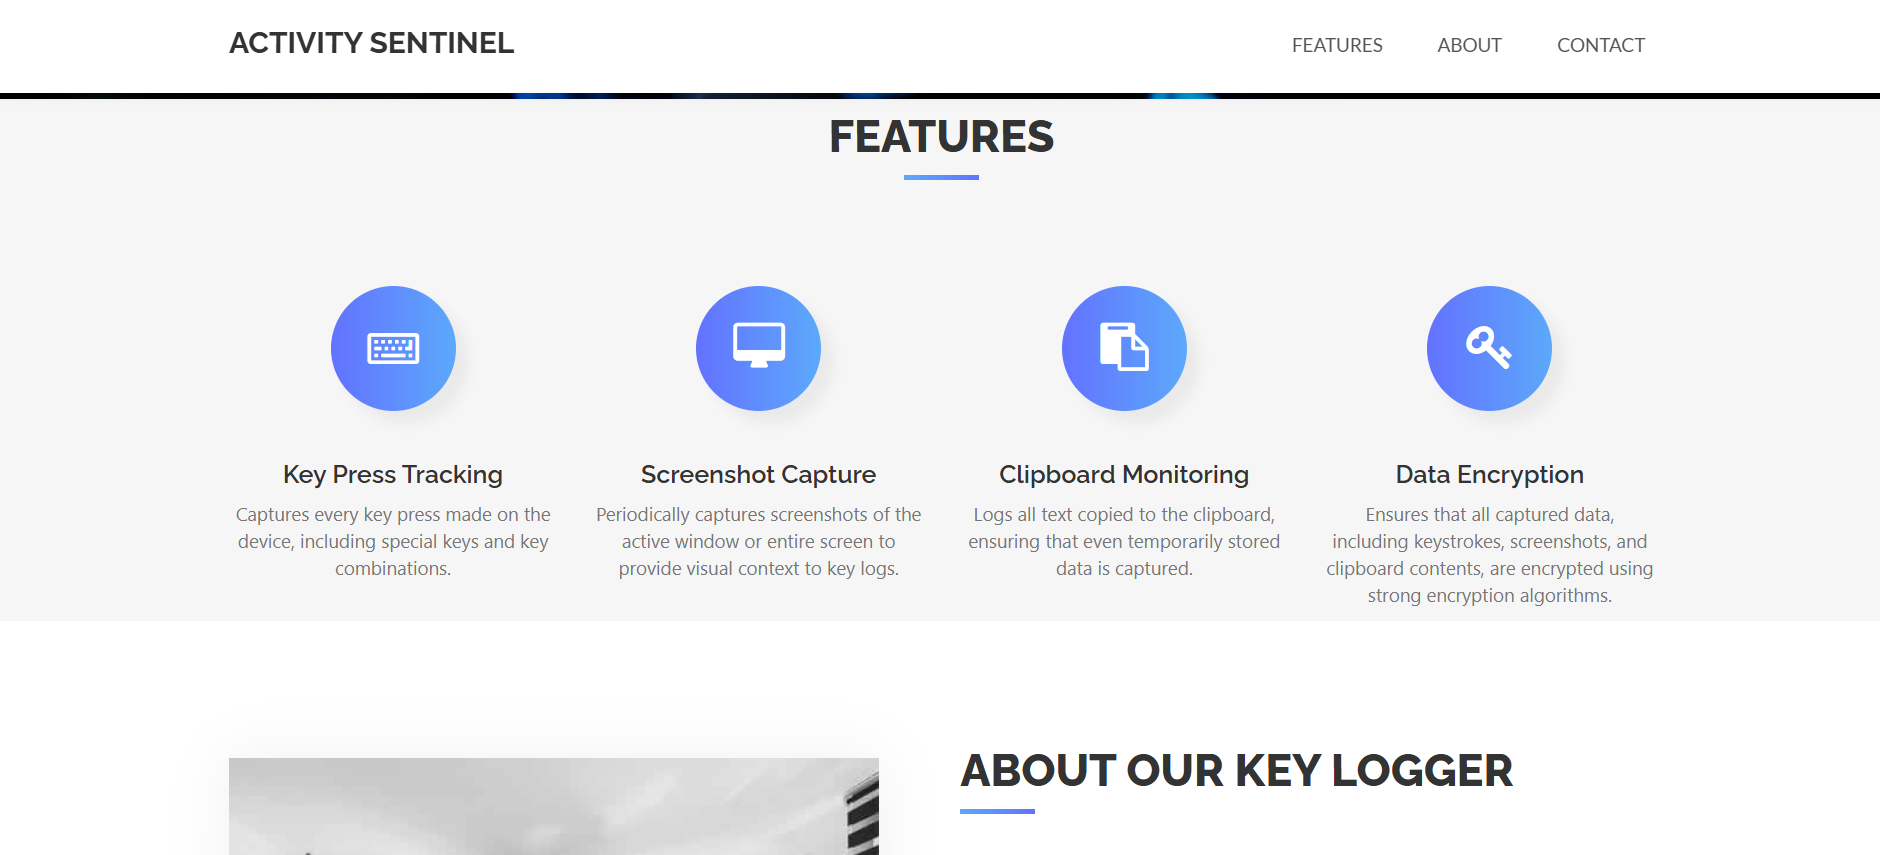 ACTIVITY SENTINEL
FEATURES
ABOUT
CONTACT
FEATURES
Key Press Tracking
Captures every key press made on the
device, including special keys and key
combinations.
Screenshot Capture
Periodically captures screenshots of the
active window or entire screen to
provide visual context to key logs.
Clipboard Monitoring
Logs all text copied to the clipboard,
ensuring that even temporarily stored
data is captured.
Data Encryption
Ensures that all captured data,
including keystrokes, screenshots, and
clipboard contents, are encrypted using
strong encryption algorithms.
ABOUT OUR KEY LOGGER